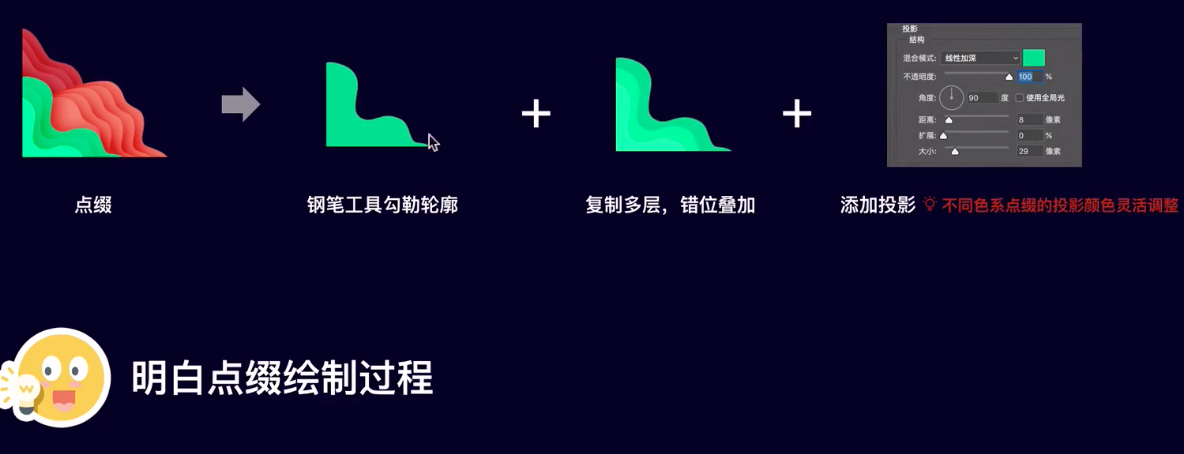 投影
结构
混合模式: 线性加深
不透明度: 100 %
角度: 90 度 使用全局光
距离: 8 像素
扩展: 0 %
大小: 29 像素
点缀
钢笔工具勾勒轮廓
复制多层，错位叠加
添加投影 不同色系点缀的投影颜色灵活调整
明白点缀绘制过程